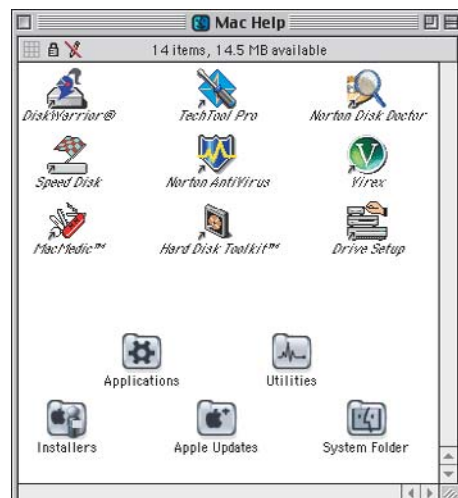 Mac Help
14 items, 14.5 MB available
DiskWarrior® TechTool Pro Norton Disk Doctor
Speed Disk Norton AntiVirus Virex
MacMedic™ Hard Disk Toolkit™ Drive Setup
Applications Utilities
Installers Apple Updates System Folder